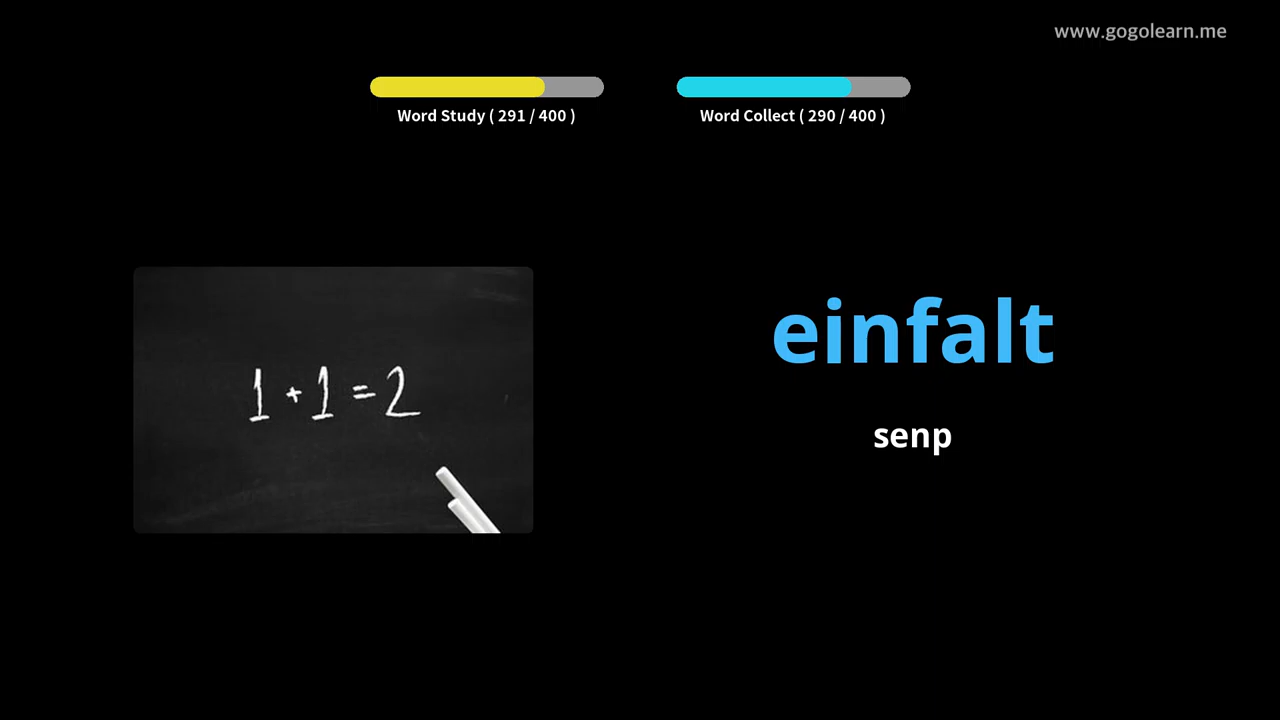 www.gogolearn.me
Word Study ( 291 / 400 )
Word Collect ( 290 / 400 )
1 + 1 = 2
einfalt
senp